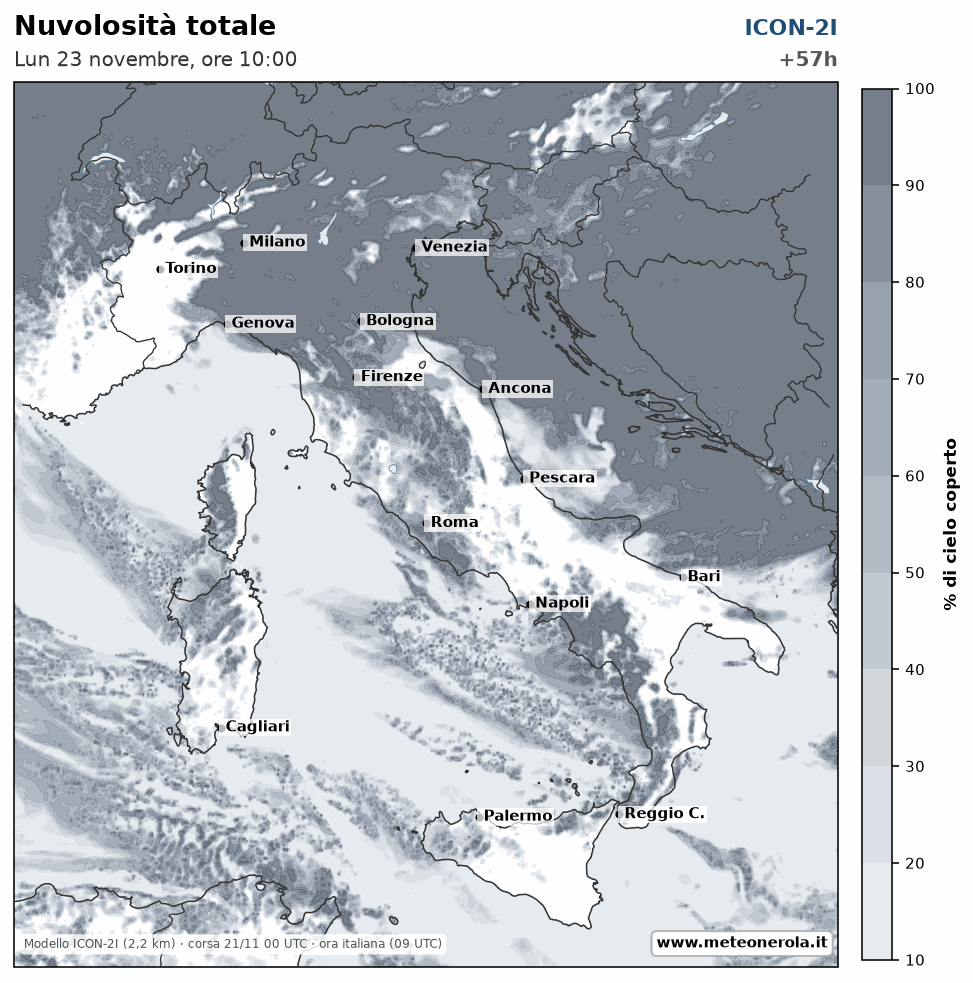 Nuvolosità totale
ICON-2I
Lun 23 novembre, ore 10:00
+57h
100
90
80
70
60
50
40
30
20
10
% di cielo coperto
Milano
Venezia
Torino
Genova
Bologna
Firenze
Ancona
Pescara
Roma
Bari
Napoli
Cagliari
Palermo
Reggio C.
Modello ICON-2I (2,2 km) · corsa 21/11 00 UTC · ora italiana (09 UTC)
www.meteonerola.it